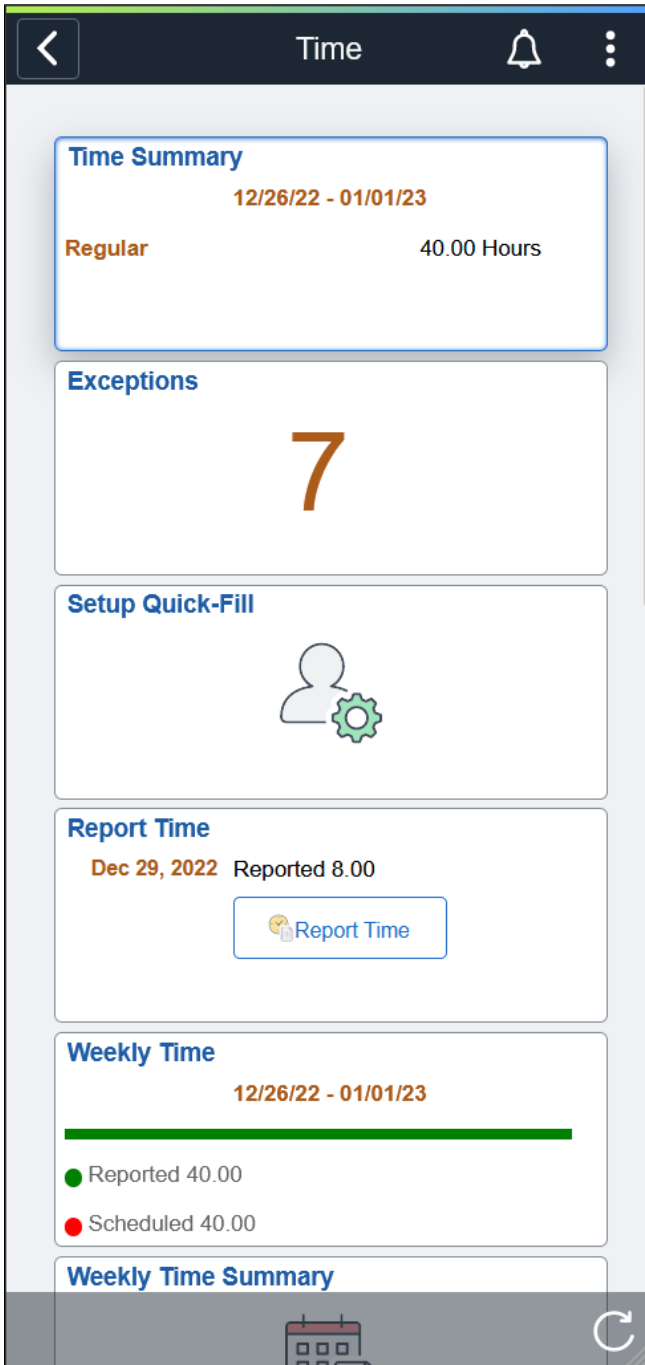 Time
Time Summary
12/26/22 - 01/01/23
Regular 40.00 Hours
Exceptions
7
Setup Quick-Fill
Report Time
Dec 29, 2022 Reported 8.00
Report Time
Weekly Time
12/26/22 - 01/01/23
Reported 40.00
Scheduled 40.00
Weekly Time Summary